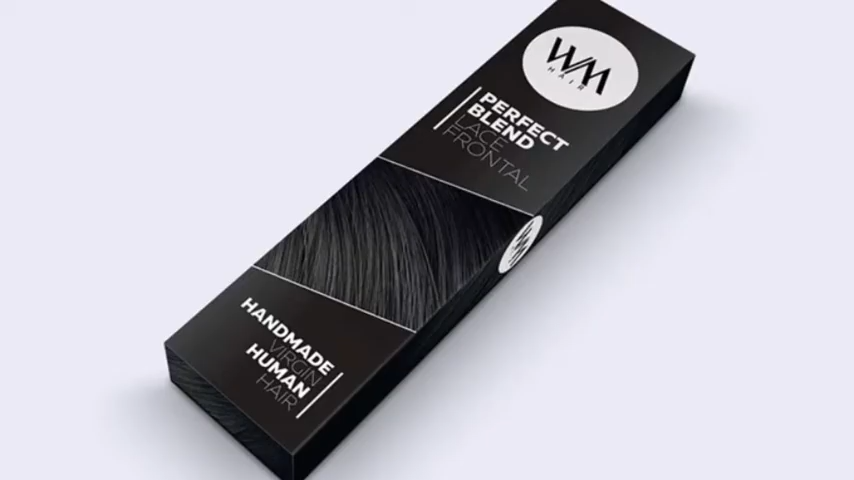 WM
HAIR
PERFECT
BLEND
LACE
FRONTAL
HANDMADE
VIRGIN
HUMAN
HAIR